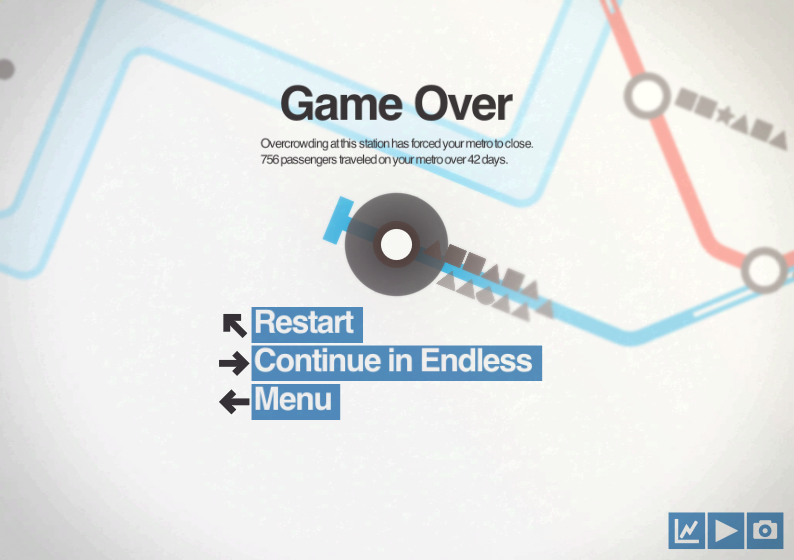 Game Over
Overcrowding at this station has forced your metro to close.
756 passengers traveled on your metro over 42 days.
Restart
Continue in Endless
Menu